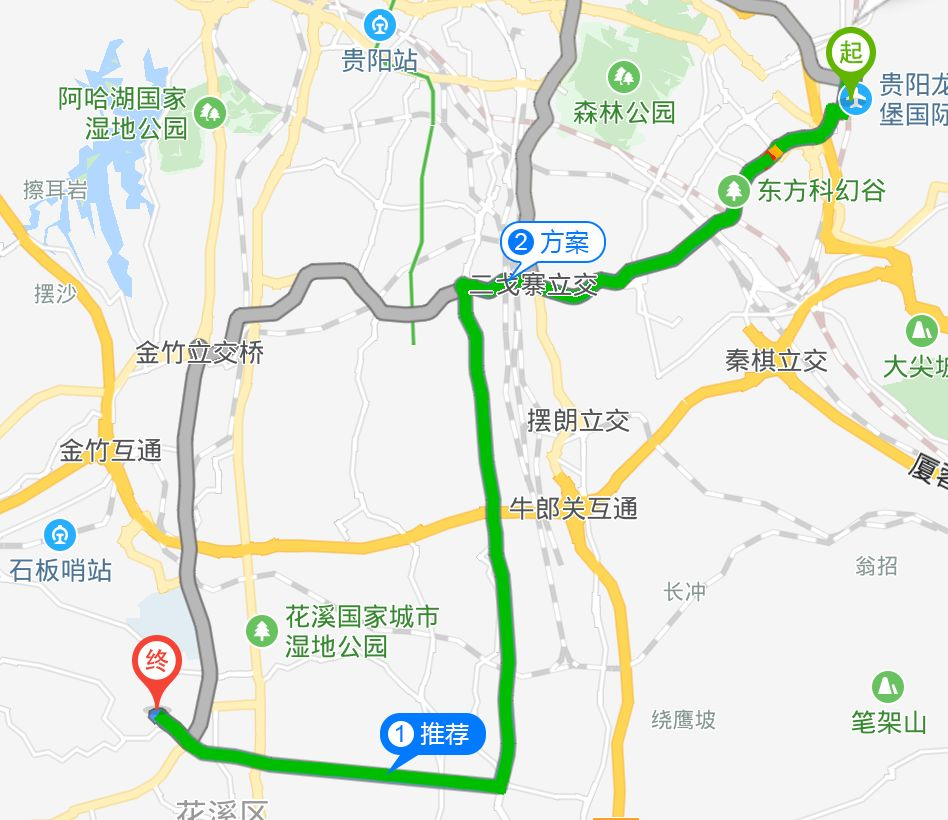 贵阳站
起
贵阳龙
堡国际
阿哈湖国家
湿地公园
森林公园
擦耳岩
东方科幻谷
2 方案
二戈寨立交
摆沙
金竹立交桥
秦棋立交
大尖坡
摆朗立交
金竹互通
厦蓉
牛郎关互通
石板哨站
翁招
长冲
花溪国家城市
湿地公园
终
绕鹰坡
笔架山
1 推荐
花溪区